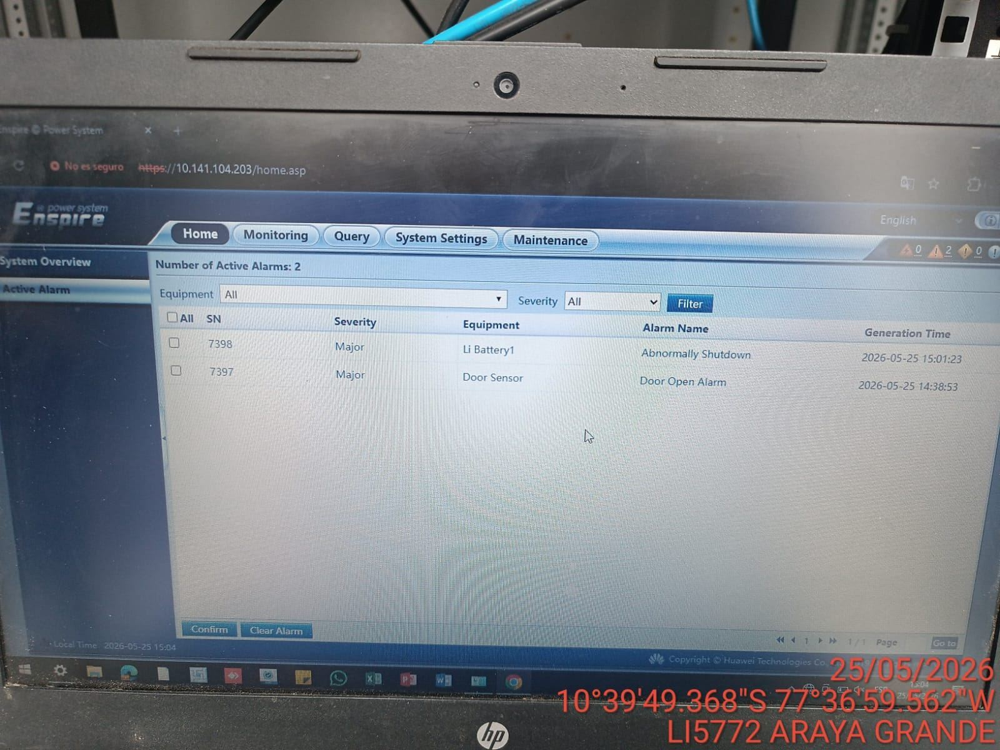 Enspire @ Power System
No es seguro https://10.141.104.203/home.asp
@ power system
Enspire
English
Home Monitoring Query System Settings Maintenance
0 2 0
System Overview
Active Alarm
Number of Active Alarms: 2
Equipment All Severity All Filter
All SN Severity Equipment Alarm Name Generation Time
7398 Major Li Battery1 Abnormally Shutdown 2026-05-25 15:01:23
7397 Major Door Sensor Door Open Alarm 2026-05-25 14:38:53
Confirm Clear Alarm
1 1 / 1 Page Go to
Local Time 2026-05-25 15:04
Copyright © Huawei Technologies Co.
ESP
25/05/2026
10°39'49.368"S 77°36'59.562"W
LI5772 ARAYA GRANDE
hp